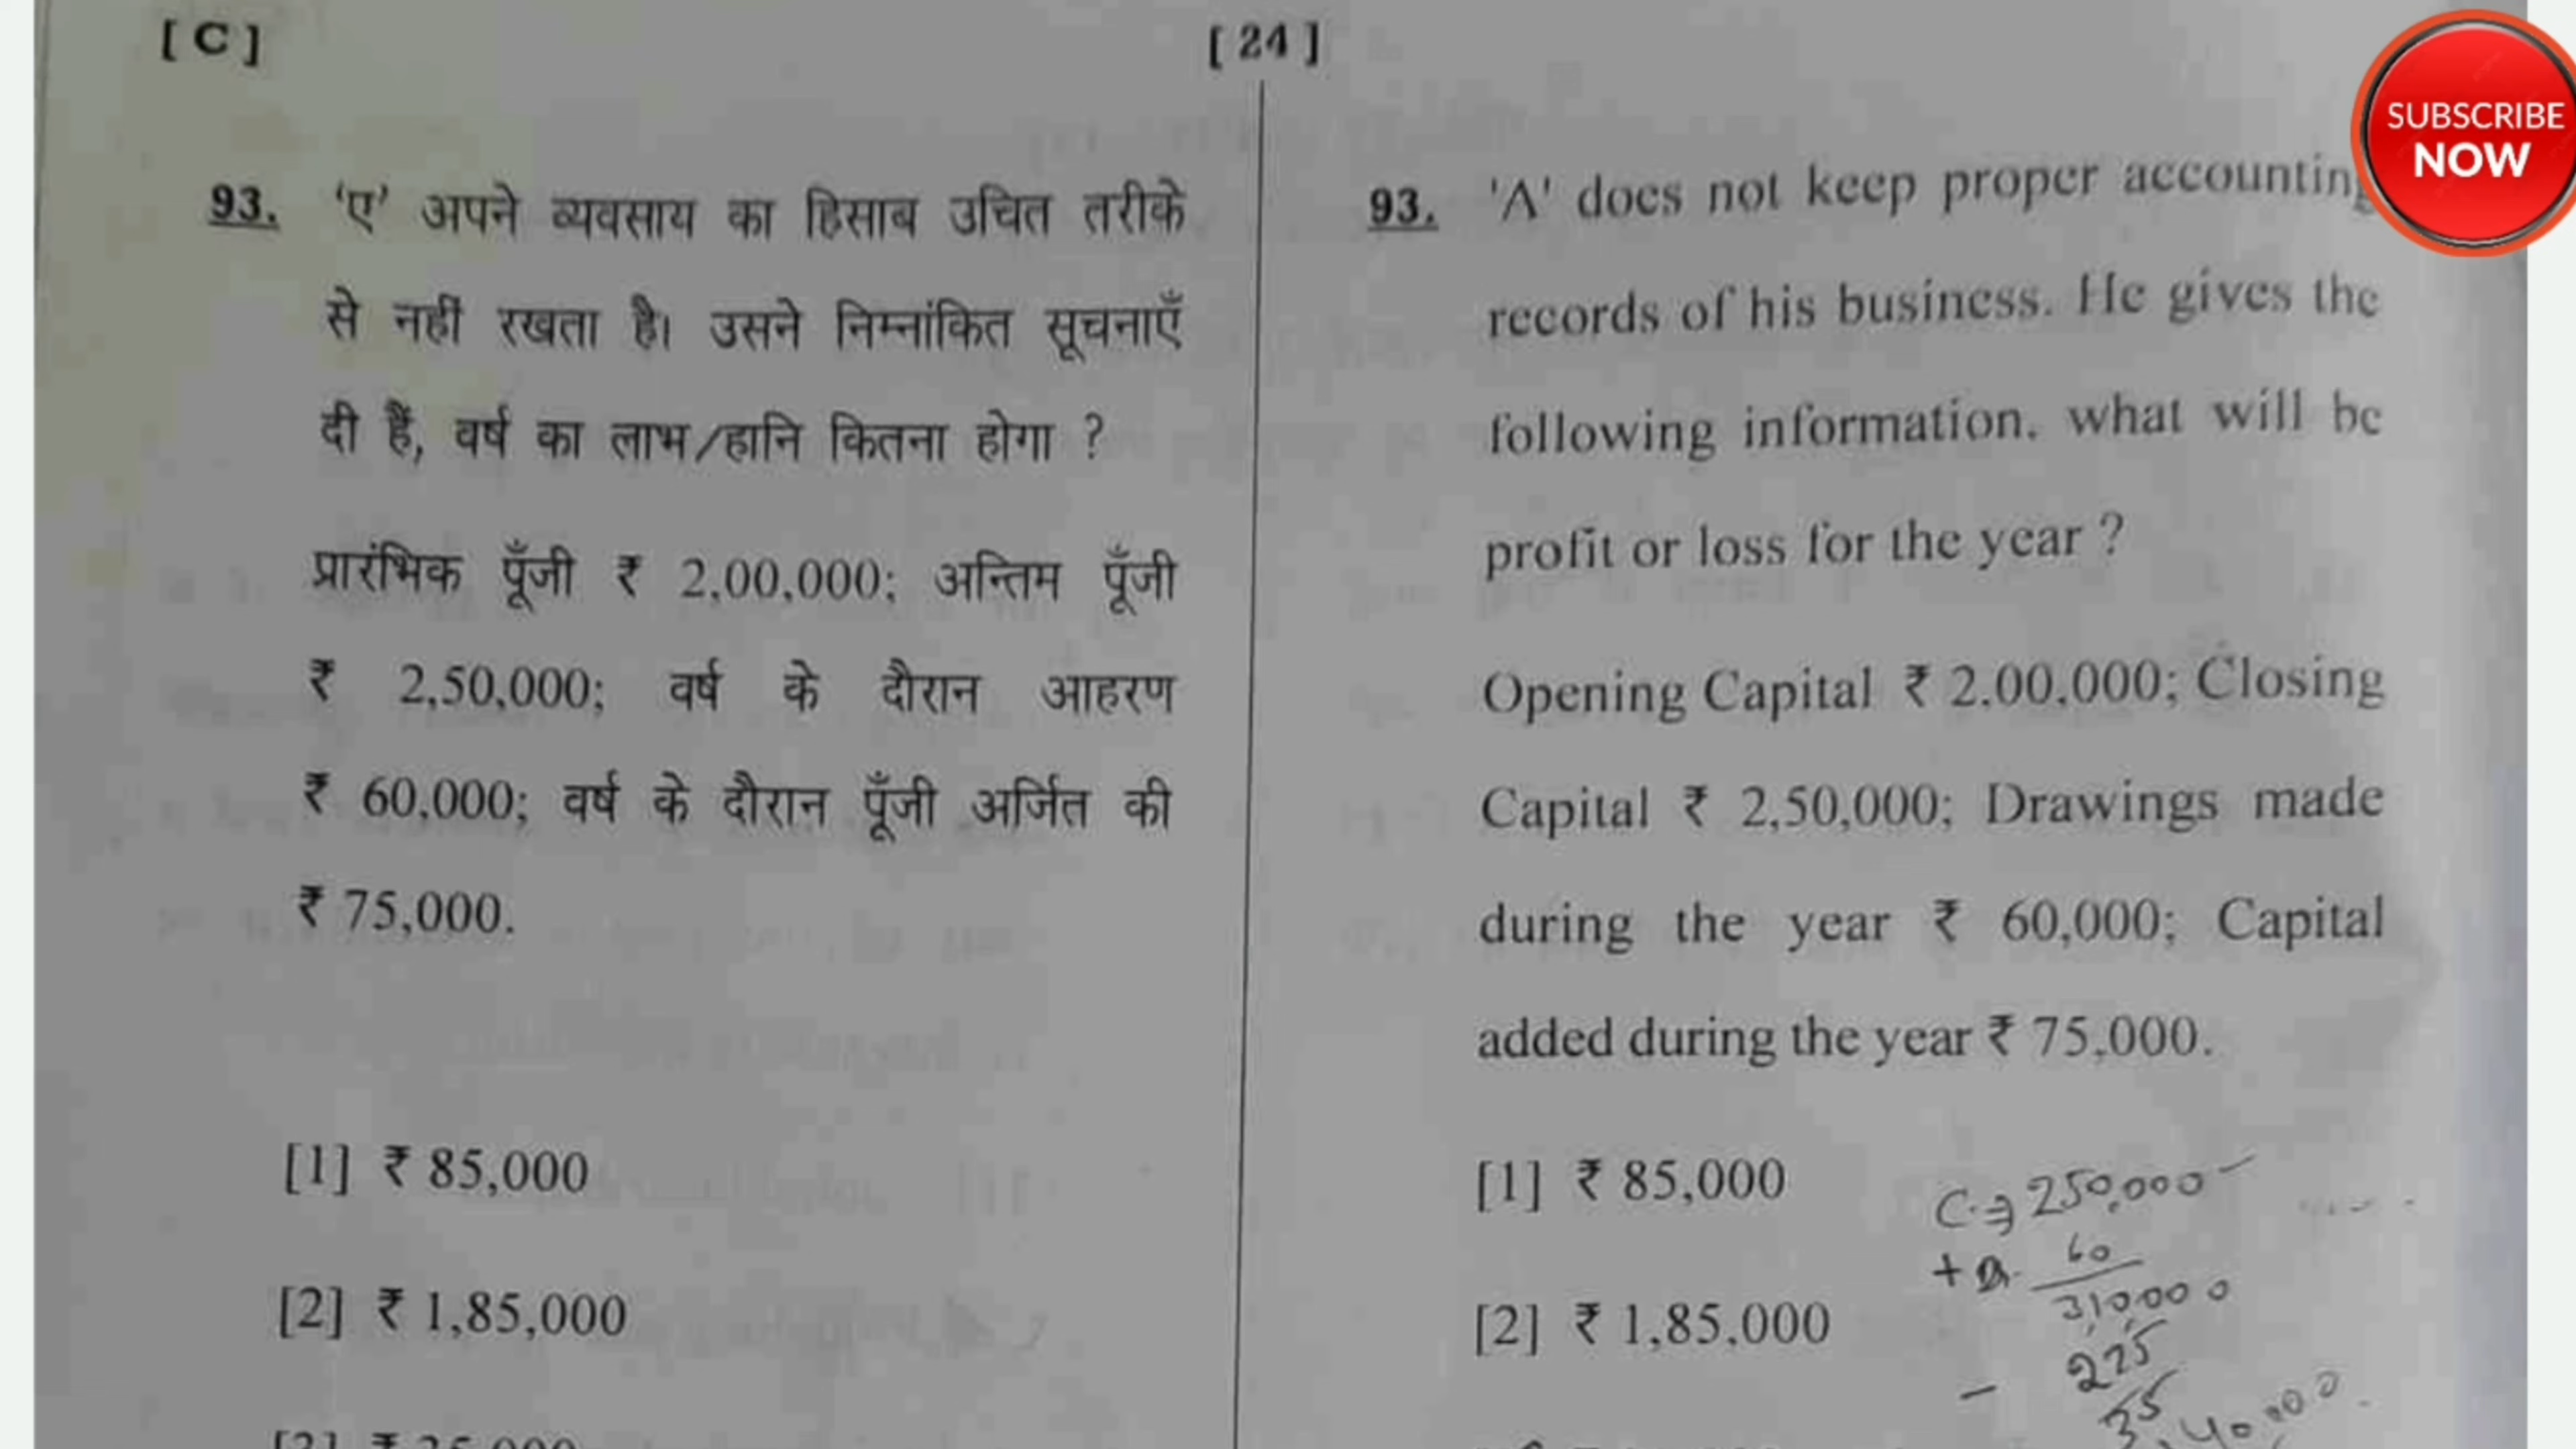 [ C ]
[ 24 ]
SUBSCRIBE
NOW
93. 'ए' अपने व्यवसाय का हिसाब उचित तरीके
से नहीं रखता है। उसने निम्नांकित सूचनाएँ
दी हैं, वर्ष का लाभ/हानि कितना होगा ?
प्रारंभिक पूँजी ₹ 2,00,000; अन्तिम पूँजी
₹ 2,50,000; वर्ष के दौरान आहरण
₹ 60,000; वर्ष के दौरान पूँजी अर्जित की
₹ 75,000.
[1] ₹ 85,000
[2] ₹ 1,85,000
93. 'A' does not keep proper accounting
records of his business. He gives the
following information, what will be
profit or loss for the year ?
Opening Capital ₹ 2,00,000; Closing
Capital ₹ 2,50,000; Drawings made
during the year ₹ 60,000; Capital
added during the year ₹ 75,000.
[1] ₹ 85,000
[2] ₹ 1,85,000
250,000
60
310000
35